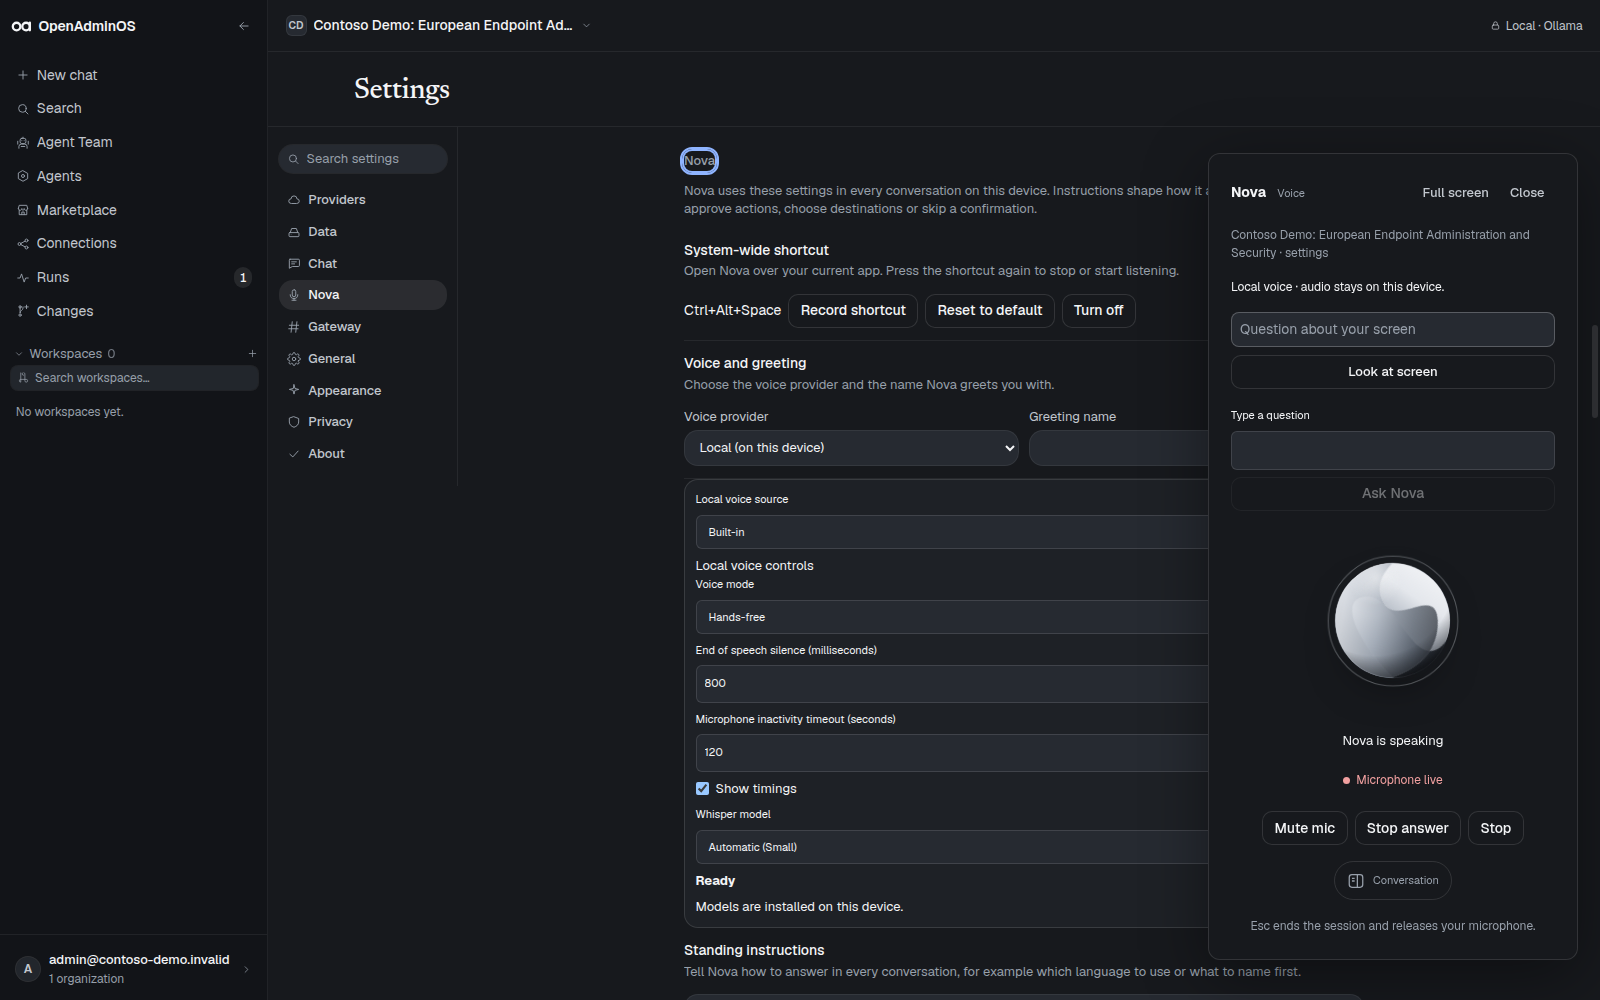 OpenAdminOS
New chat
Search
Agent Team
Agents
Marketplace
Connections
Runs 1
Changes
Workspaces 0
Search workspaces...
No workspaces yet.
A
admin@contoso-demo.invalid
1 organization
CD Contoso Demo: European Endpoint Ad...
Local · Ollama
Settings
Search settings
Providers
Data
Chat
Nova
Gateway
General
Appearance
Privacy
About
Nova
Nova uses these settings in every conversation on this device. Instructions shape how it
approve actions, choose destinations or skip a confirmation.
System-wide shortcut
Open Nova over your current app. Press the shortcut again to stop or start listening.
Ctrl+Alt+Space Record shortcut Reset to default Turn off
Voice and greeting
Choose the voice provider and the name Nova greets you with.
Voice provider Greeting name
Local (on this device)
Local voice source
Built-in
Local voice controls
Voice mode
Hands-free
End of speech silence (milliseconds)
800
Microphone inactivity timeout (seconds)
120
Show timings
Whisper model
Automatic (Small)
Ready
Models are installed on this device.
Standing instructions
Tell Nova how to answer in every conversation, for example which language to use or what to name first.
Nova Voice Full screen Close
Contoso Demo: European Endpoint Administration and
Security · settings
Local voice · audio stays on this device.
Question about your screen
Look at screen
Type a question
Ask Nova
Nova is speaking
Microphone live
Mute mic Stop answer Stop
Conversation
Esc ends the session and releases your microphone.